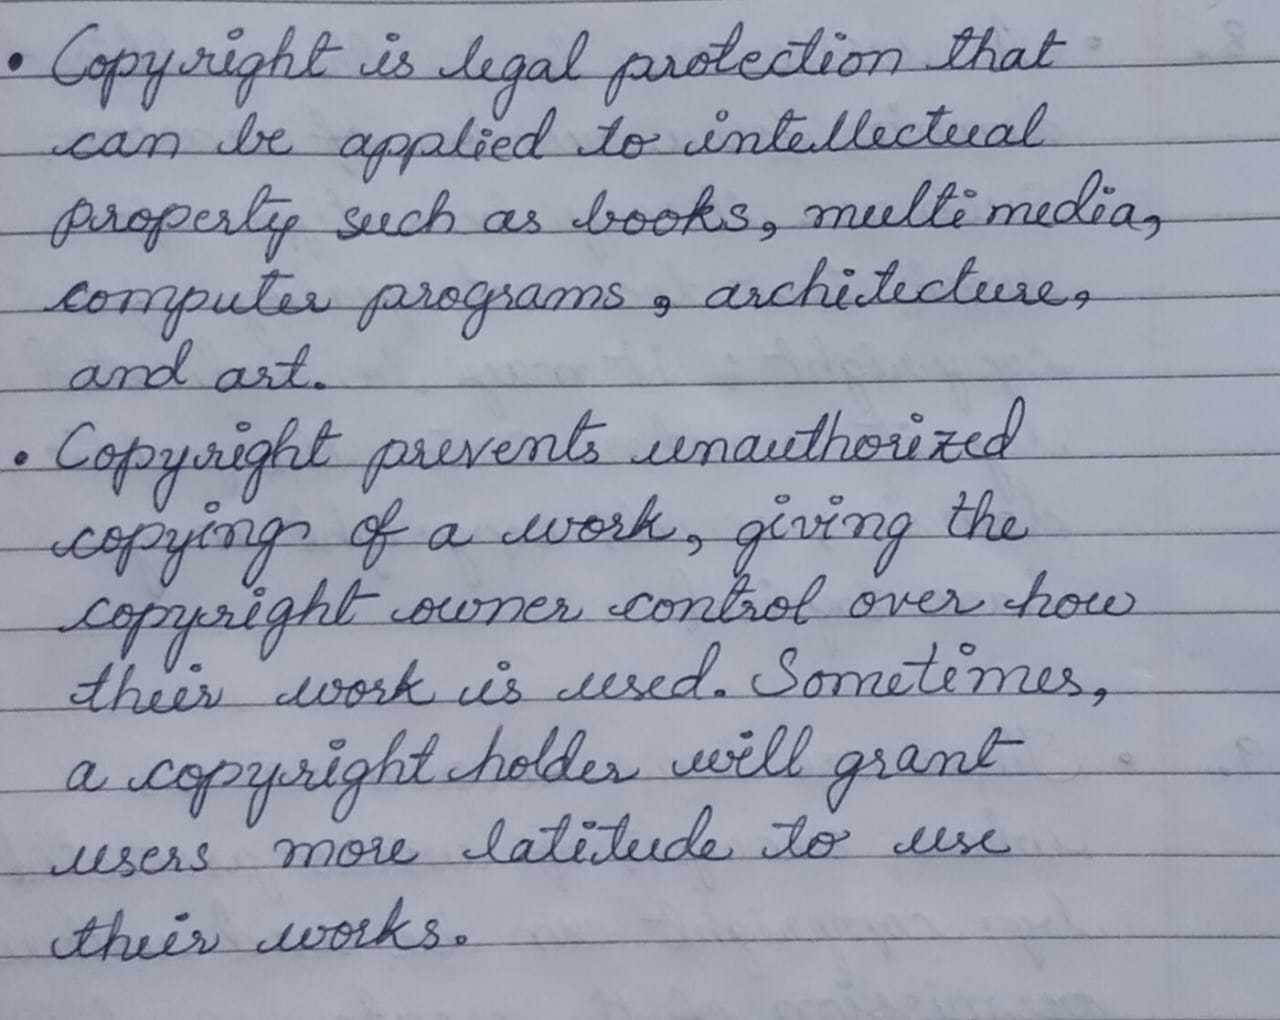 • Copyright is legal protection that
can be applied to intellectual
property such as books, multimedia,
computer programs, architecture,
and art.
• Copyright prevents unauthorized
copying of a work, giving the
copyright owner control over how
their work is used. Sometimes,
a copyright holder will grant
users more latitude to use
their works.